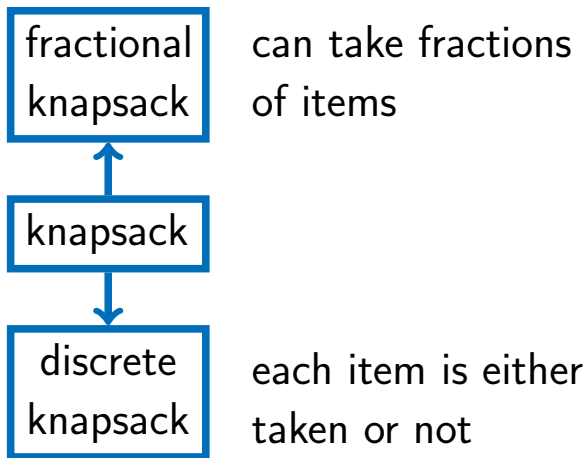 fractional
knapsack
can take fractions
of items
knapsack
discrete
knapsack
each item is either
taken or not